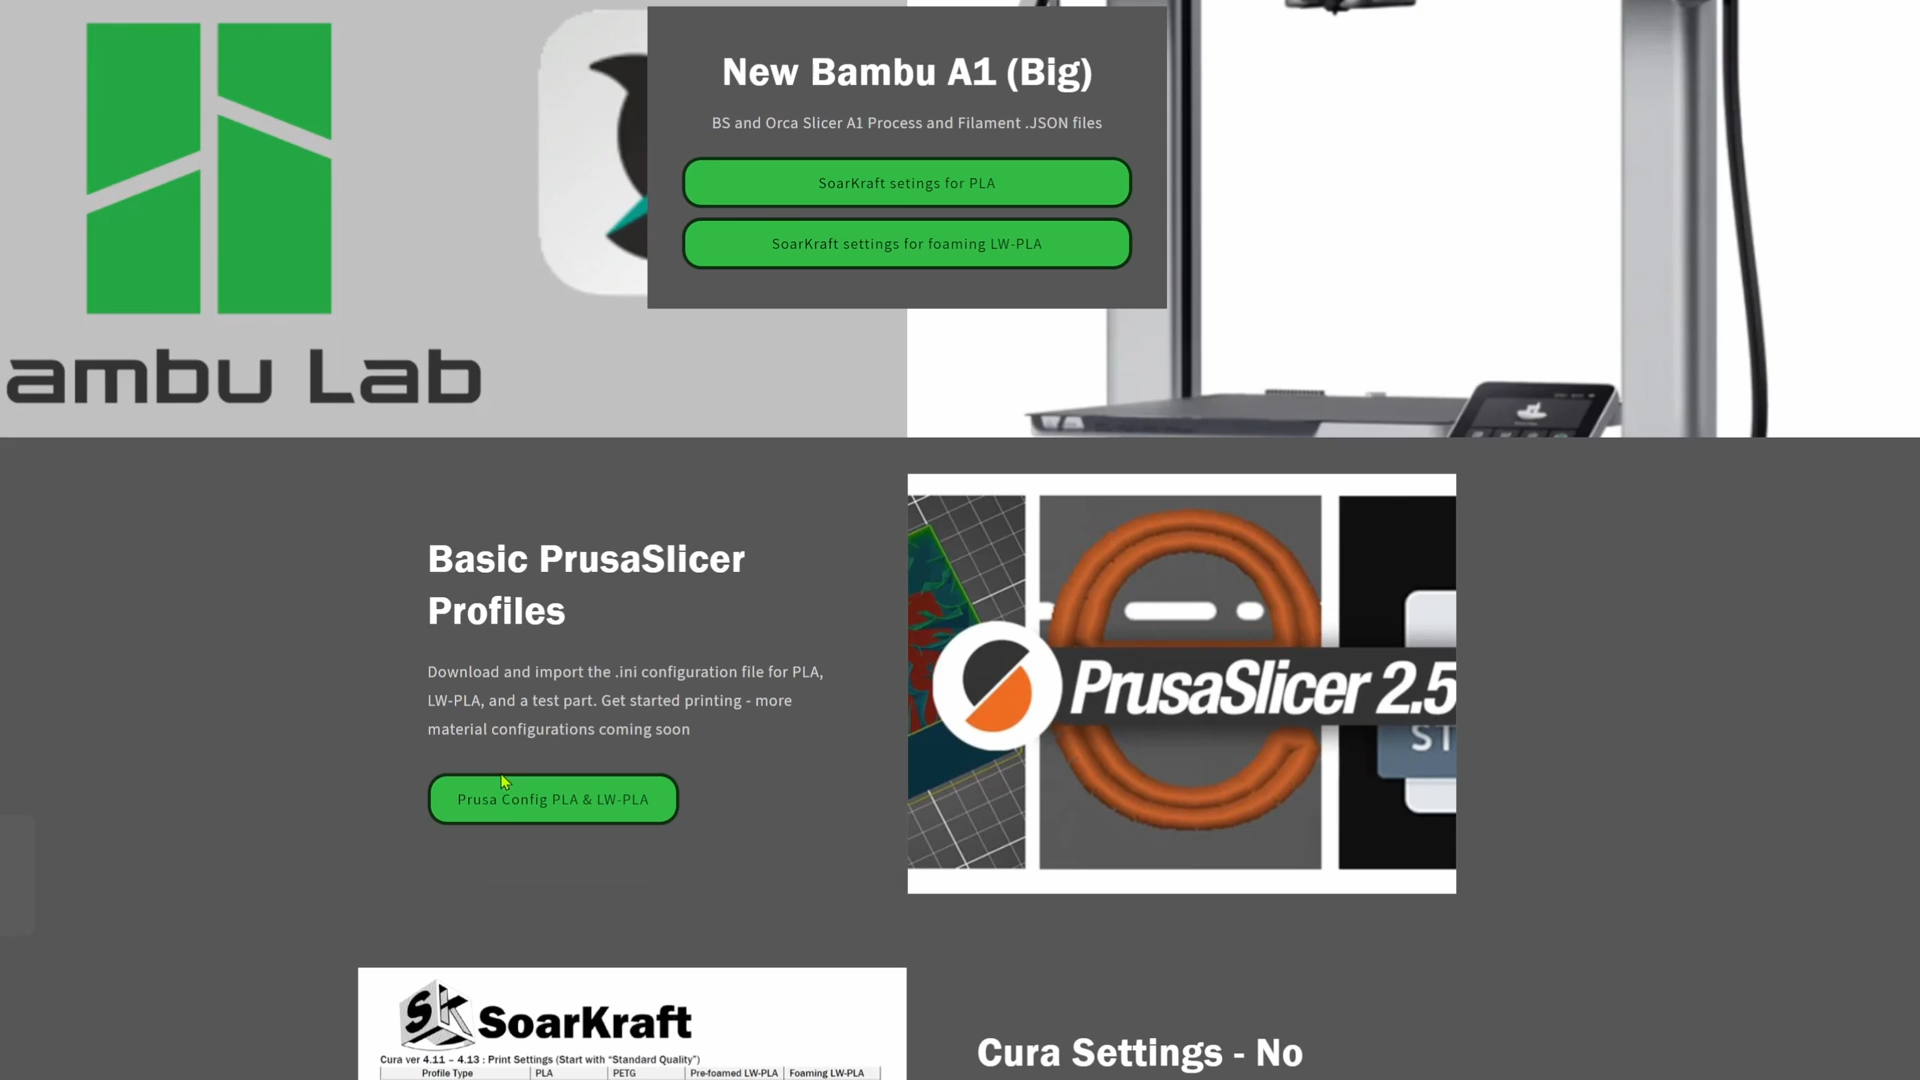 ambu Lab
New Bambu A1 (Big)
BS and Orca Slicer A1 Process and Filament .JSON files
SoarKraft setings for PLA
SoarKraft settings for foaming LW-PLA
Basic PrusaSlicer
Profiles
Download and import the .ini configuration file for PLA,
LW-PLA, and a test part. Get started printing - more
material configurations coming soon
Prusa Config PLA & LW-PLA
PrusaSlicer 2.5
ST
SK SoarKraft
Cura ver 4.11 – 4.13 : Print Settings (Start with “Standard Quality”)
Profile Type PLA PETG Pre-foamed LW-PLA Foaming LW-PLA
Cura Settings - No